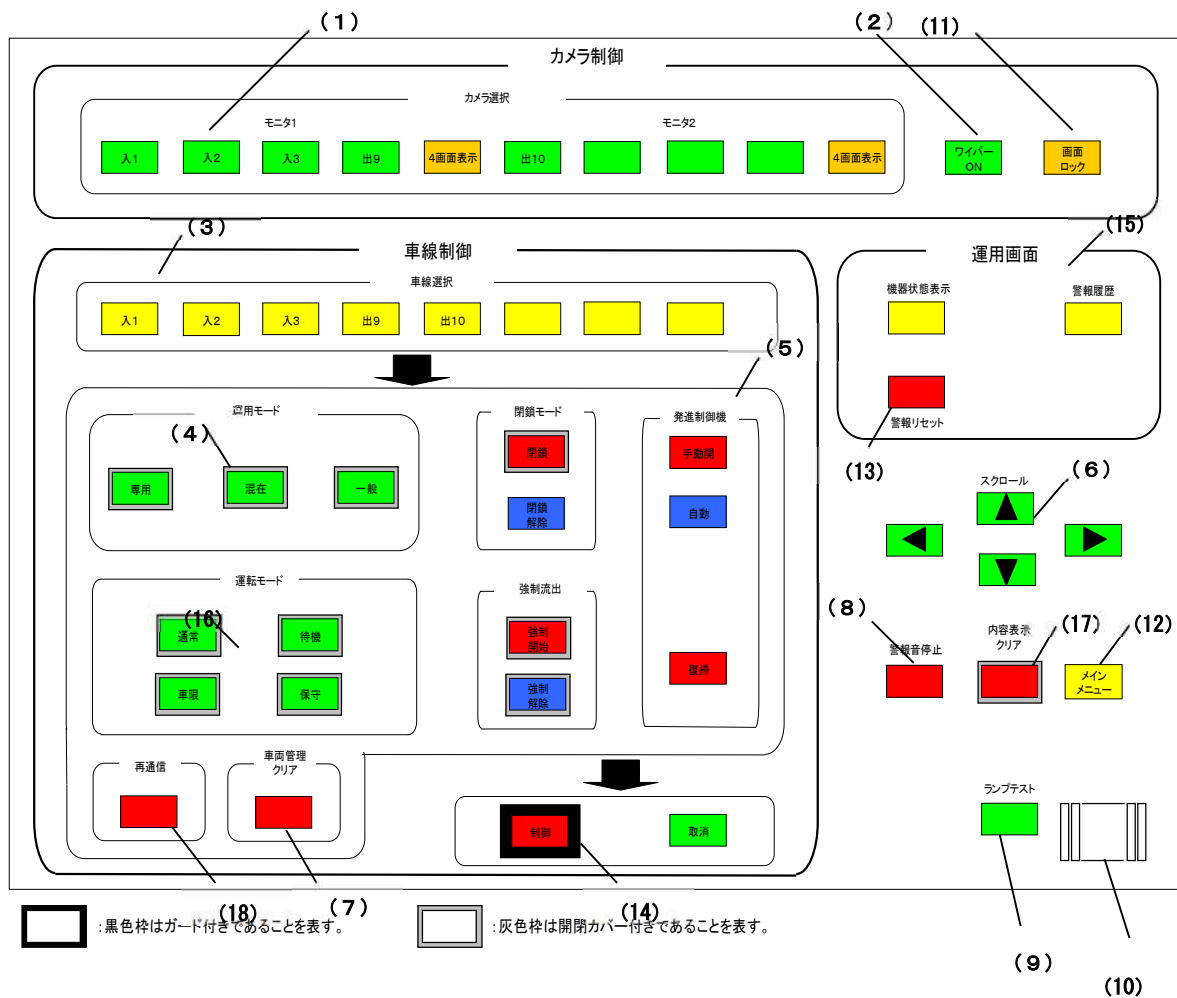 (1)
(2)
(11)
カメラ制御
カメラ選択
モニタ1
モニタ2
入1
入2
入3
出9
4画面表示
出10
4画面表示
ワイパー
ON
画面
ロック
(3)
(15)
車線制御
車線選択
入1
入2
入3
出9
出10
運用画面
機器状態表示
警報履歴
警報リセット
(13)
(5)
運用モード
(4)
専用
混在
一般
閉鎖モード
閉鎖
閉鎖
解除
発進制御機
手動開
自動
復帰
スクロール
(6)
運転モード
(16)
通常
待機
車限
保守
強制流出
強制
開始
強制
解除
(8)
警報音停止
内容表示
クリア
(17)
(12)
メイン
メニュー
再通信
車両管理
クリア
制御
取消
ランプテスト
(18)
(7)
(14)
(9)
(10)
:黒色枠はガード付きであることを表す。
:灰色枠は開閉カバー付きであることを表す。